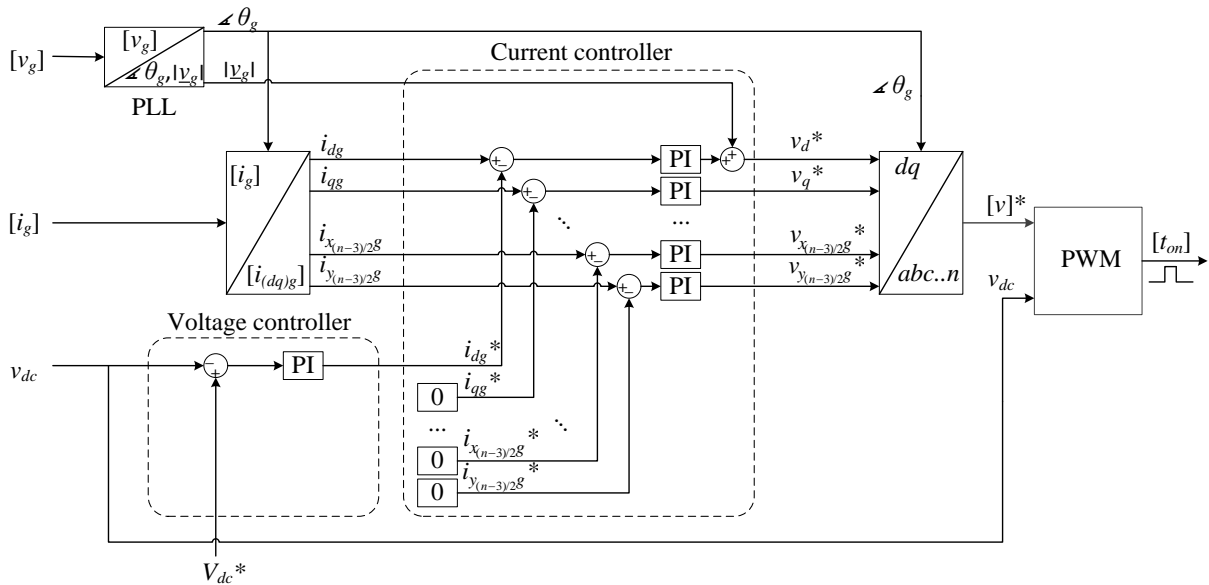 ∡ θg
[vg]
[vg]
∡ θg, |vg|
|vg|
PLL
Current controller
∡ θg
idg
+
−
PI
+
+
vd*
dq
[ig]
iqg
+
−
PI
vq*
[v]*
[ig]
...
...
PWM
[ton]
ix(n−3)/2g
+
−
PI
vx(n−3)/2g*
iy(n−3)/2g
+
−
PI
vy(n−3)/2g*
[i(dq)g]
abc..n
vdc
Voltage controller
vdc
−
+
PI
idg*
0
iqg*
...
...
...
0
ix(n−3)/2g*
0
iy(n−3)/2g*
Vdc*